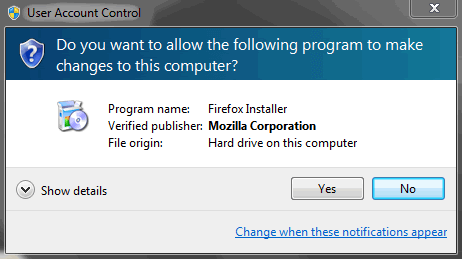 User Account Control
Do you want to allow the following program to make
changes to this computer?
Program name: Firefox Installer
Verified publisher: Mozilla Corporation
File origin: Hard drive on this computer
Show details
Yes
No
Change when these notifications appear